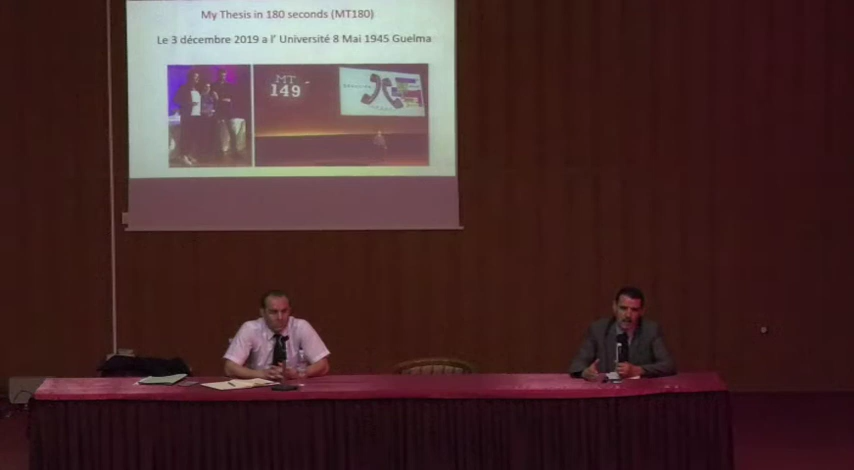 My Thesis in 180 seconds (MT180)
Le 3 décembre 2019 a l' Université 8 Mai 1945 Guelma
MT
149